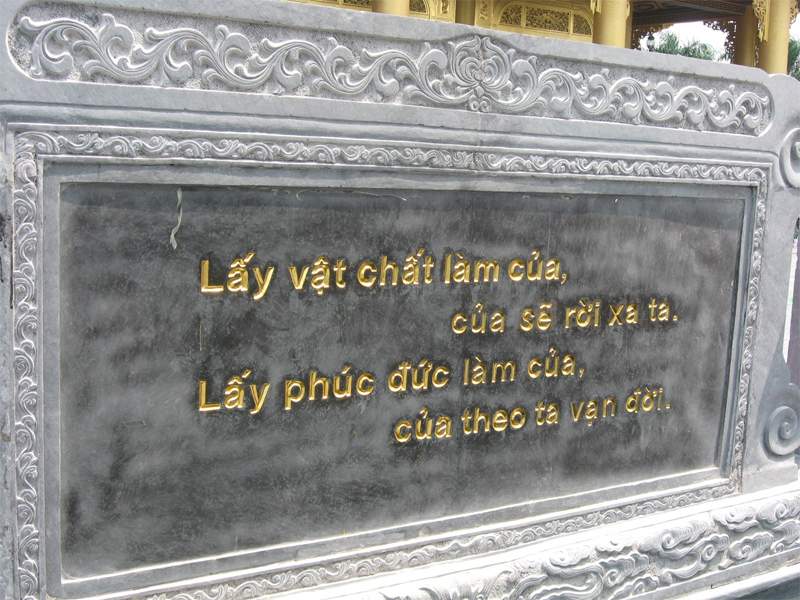 Lấy vật chất làm của,
của sẽ rời xa ta.
Lấy phúc đức làm của,
của theo ta vạn đời.